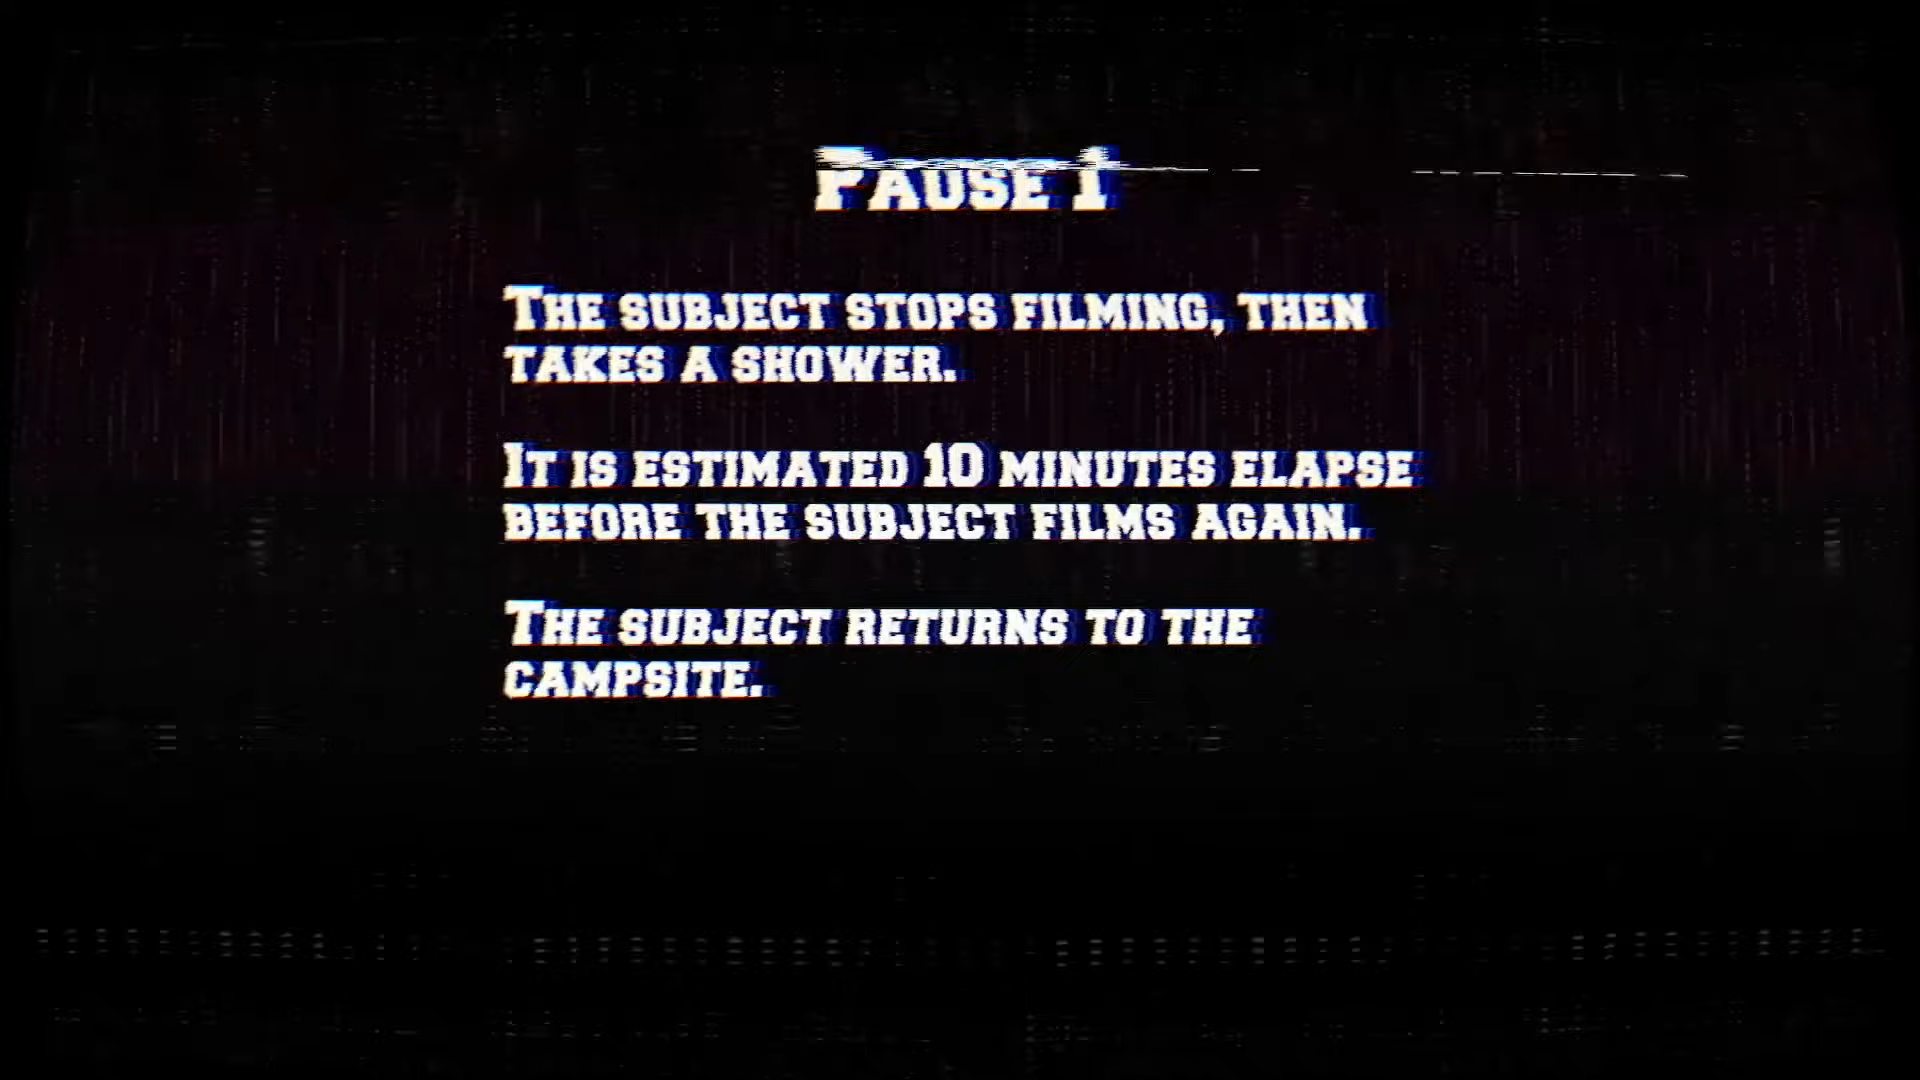 Pause 1
The subject stops filming, then
takes a shower.
It is estimated 10 minutes elapse
before the subject films again.
The subject returns to the
campsite.